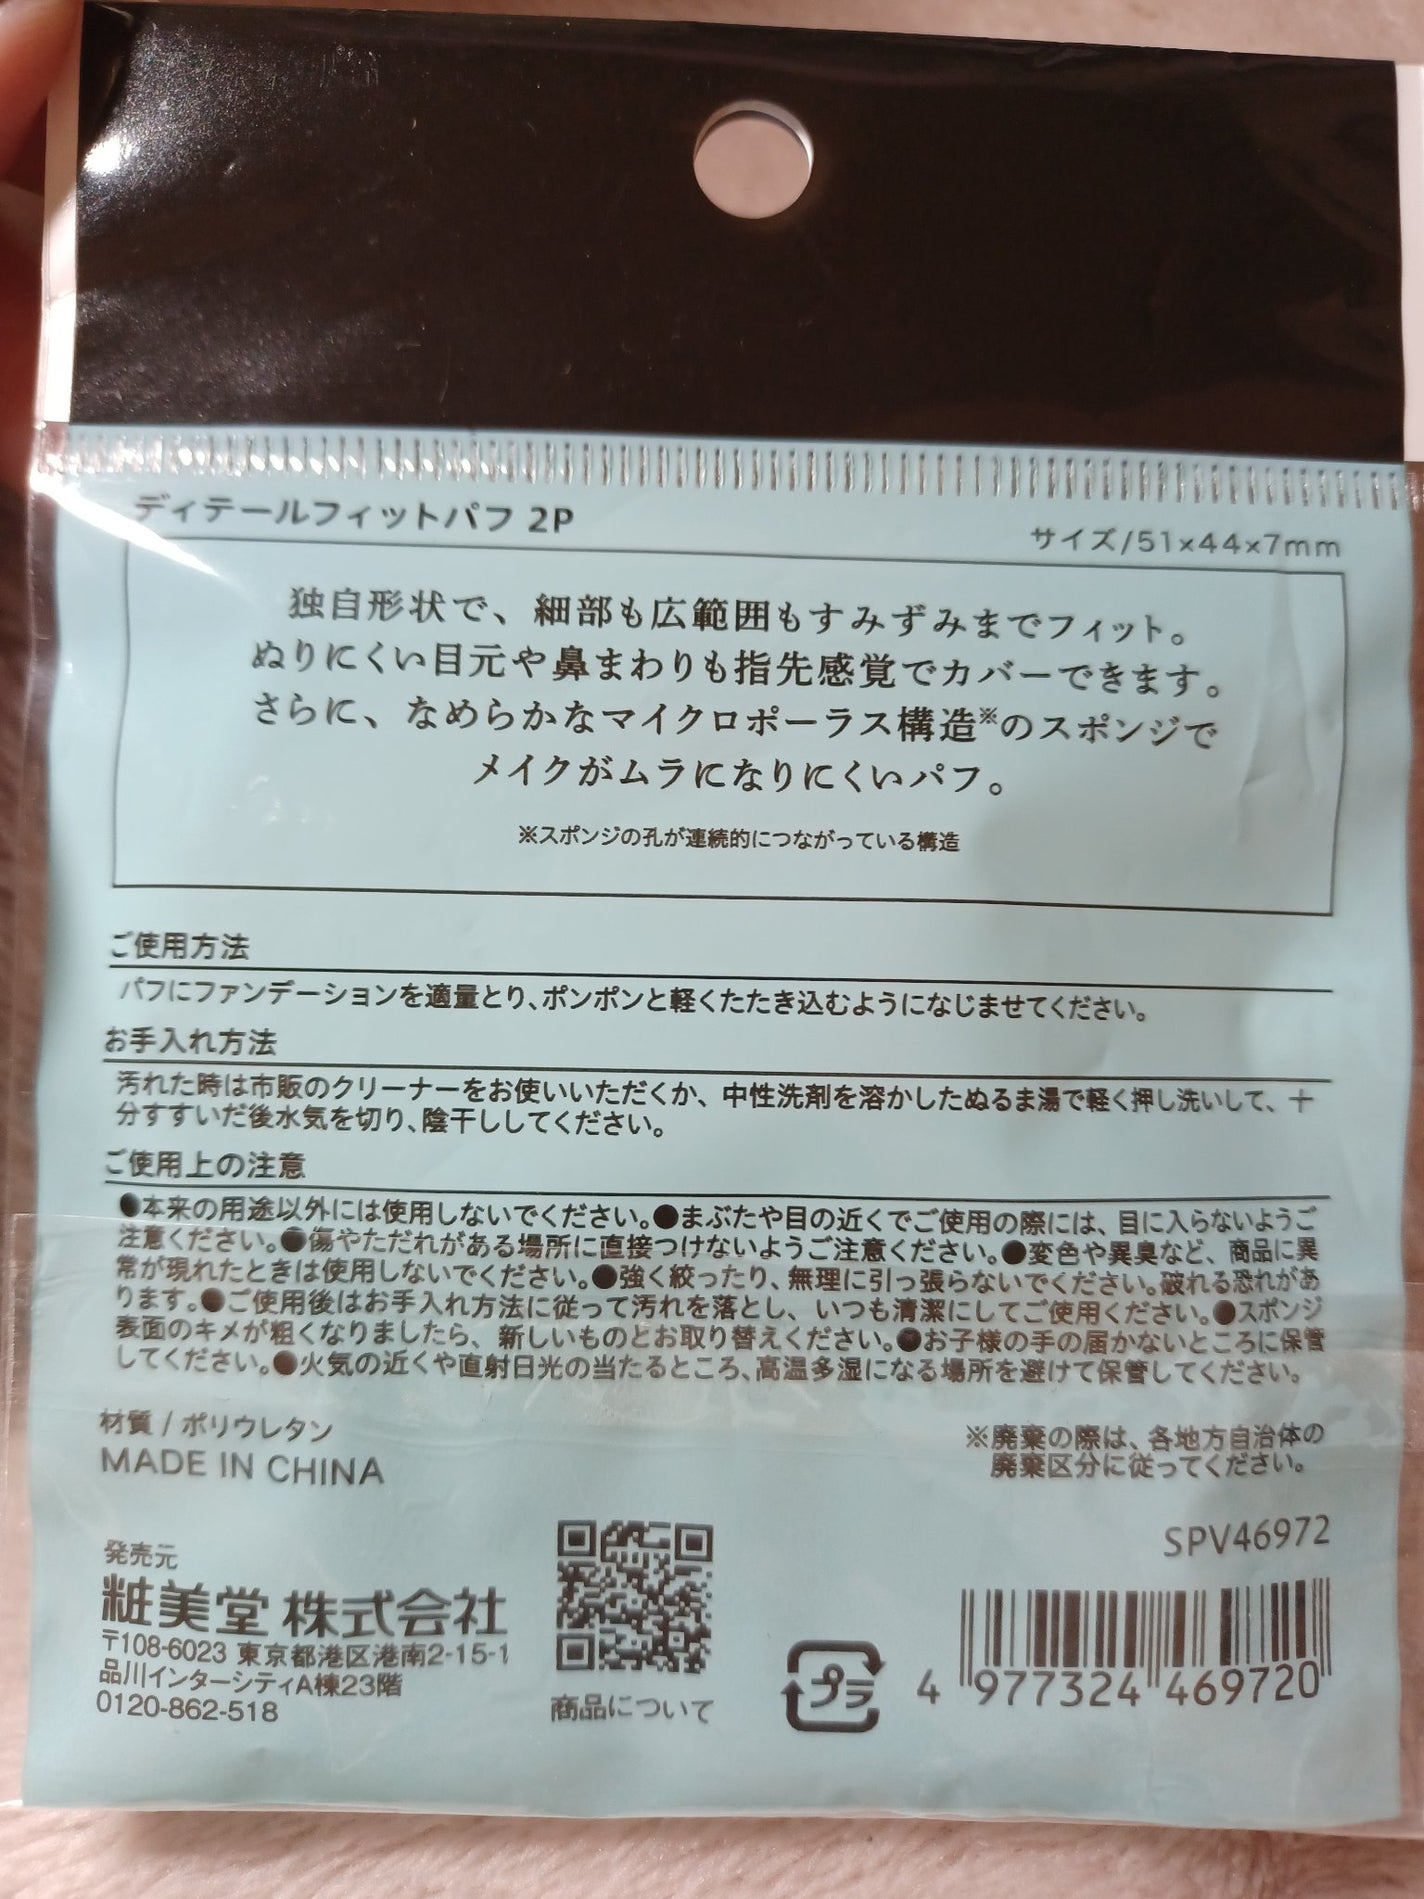 ディテールフィットパフ 2P
サイズ/51×44×7mm
独自形状で、細部も広範囲もすみずみまでフィット。
ぬりにくい目元や鼻まわりも指先感覚でカバーできます。
さらに、なめらかなマイクロポーラス構造※のスポンジで
メイクがムラになりにくいパフ。
※スポンジの孔が連続的につながっている構造
ご使用方法
パフにファンデーションを適量とり、ポンポンと軽くたたき込むようになじませてください。
お手入れ方法
汚れた時は市販のクリーナーをお使いいただくか、中性洗剤を溶かしたぬるま湯で軽く押し洗いして、十
分すすいだ後水気を切り、陰干ししてください。
ご使用上の注意
●本来の用途以外には使用しないでください。●まぶたや目の近くでご使用の際には、目に入らないようご
注意ください。●傷やただれがある場所に直接つけないようご注意ください。●変色や異臭など、商品に異
常が現れたときは使用しないでください。●強く絞ったり、無理に引っ張らないでください。破れる恐れがあ
ります。●ご使用後はお手入れ方法に従って汚れを落とし、いつも清潔にしてご使用ください。●スポンジ
表面のキメが粗くなりましたら、新しいものとお取り替えください。●お子様の手の届かないところに保管
してください。●火気の近くや直射日光の当たるところ、高温多湿になる場所を避けて保管してください。
材質 / ポリウレタン
MADE IN CHINA
※廃棄の際は、各地方自治体の
廃棄区分に従ってください。
発売元
粧美堂 株式会社
〒108-6023 東京都港区港南2-15-1
品川インターシティA棟23階
0120-862-518
商品について
プラ
SPV46972
4 977324 469720